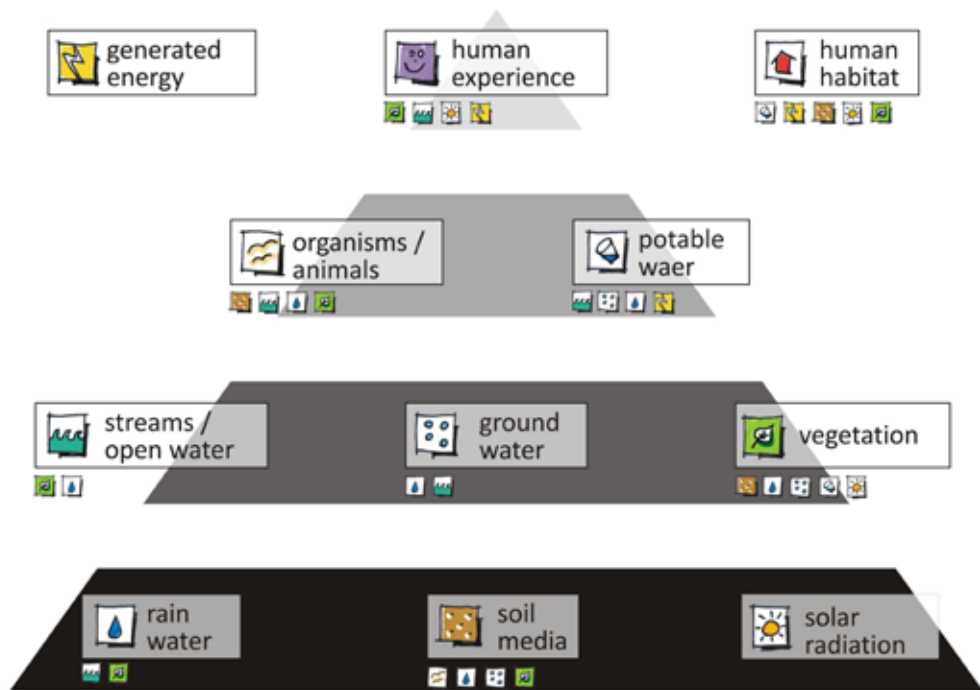 generated
energy
human
experience
human
habitat
organisms /
animals
potable
waer
streams /
open water
ground
water
vegetation
rain
water
soil
media
solar
radiation